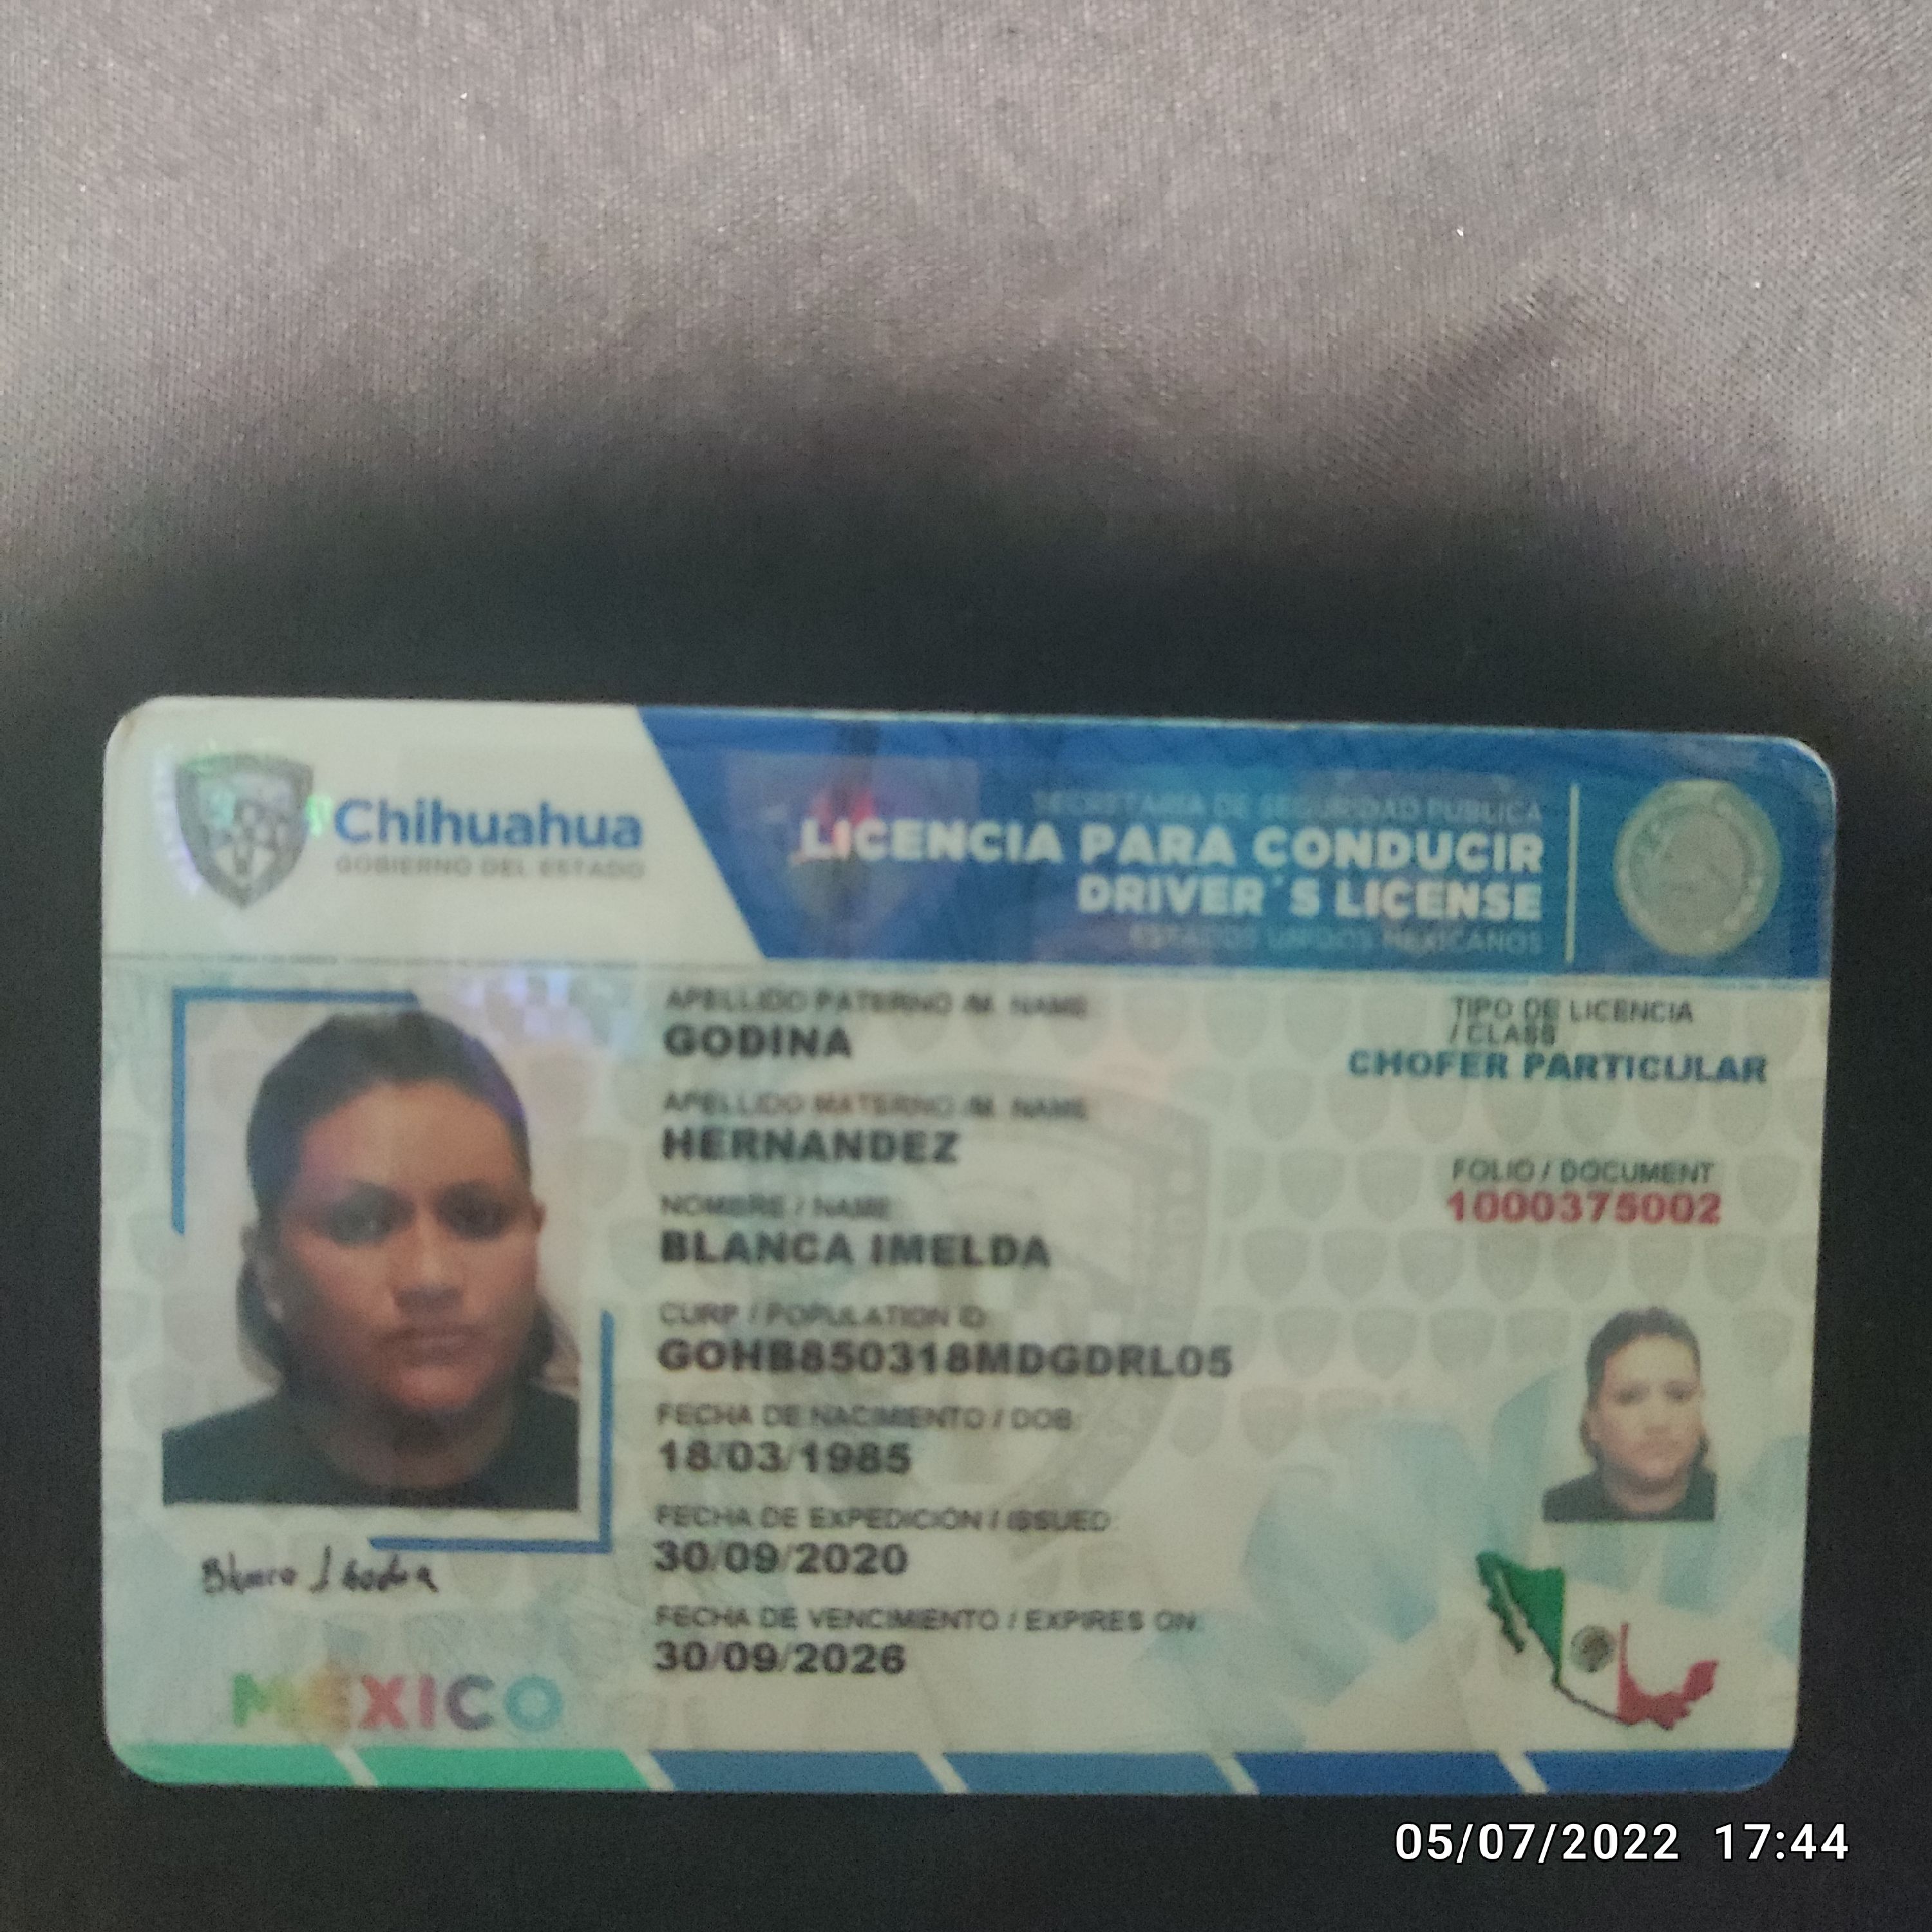 Chihuahua
GOBIERNO DEL ESTADO
SECRETARIA DE SEGURIDAD PUBLICA
LICENCIA PARA CONDUCIR
DRIVER´S LICENSE
ESTADOS UNIDOS MEXICANOS
APELLIDO PATERNO /M. NAME
GODINA
APELLIDO MATERNO /M. NAME
HERNANDEZ
NOMBRE / NAME
BLANCA IMELDA
CURP / POPULATION ID
GOHB850318MDGDRL05
FECHA DE NACIMIENTO / DOB:
18/03/1985
FECHA DE EXPEDICIÓN / ISSUED:
30/09/2020
FECHA DE VENCIMIENTO / EXPIRES ON:
30/09/2026
TIPO DE LICENCIA
/ CLASS
CHOFER PARTICULAR
FOLIO / DOCUMENT
1000375002
Blanca I Godina
MÉXICO
05/07/2022 17:44